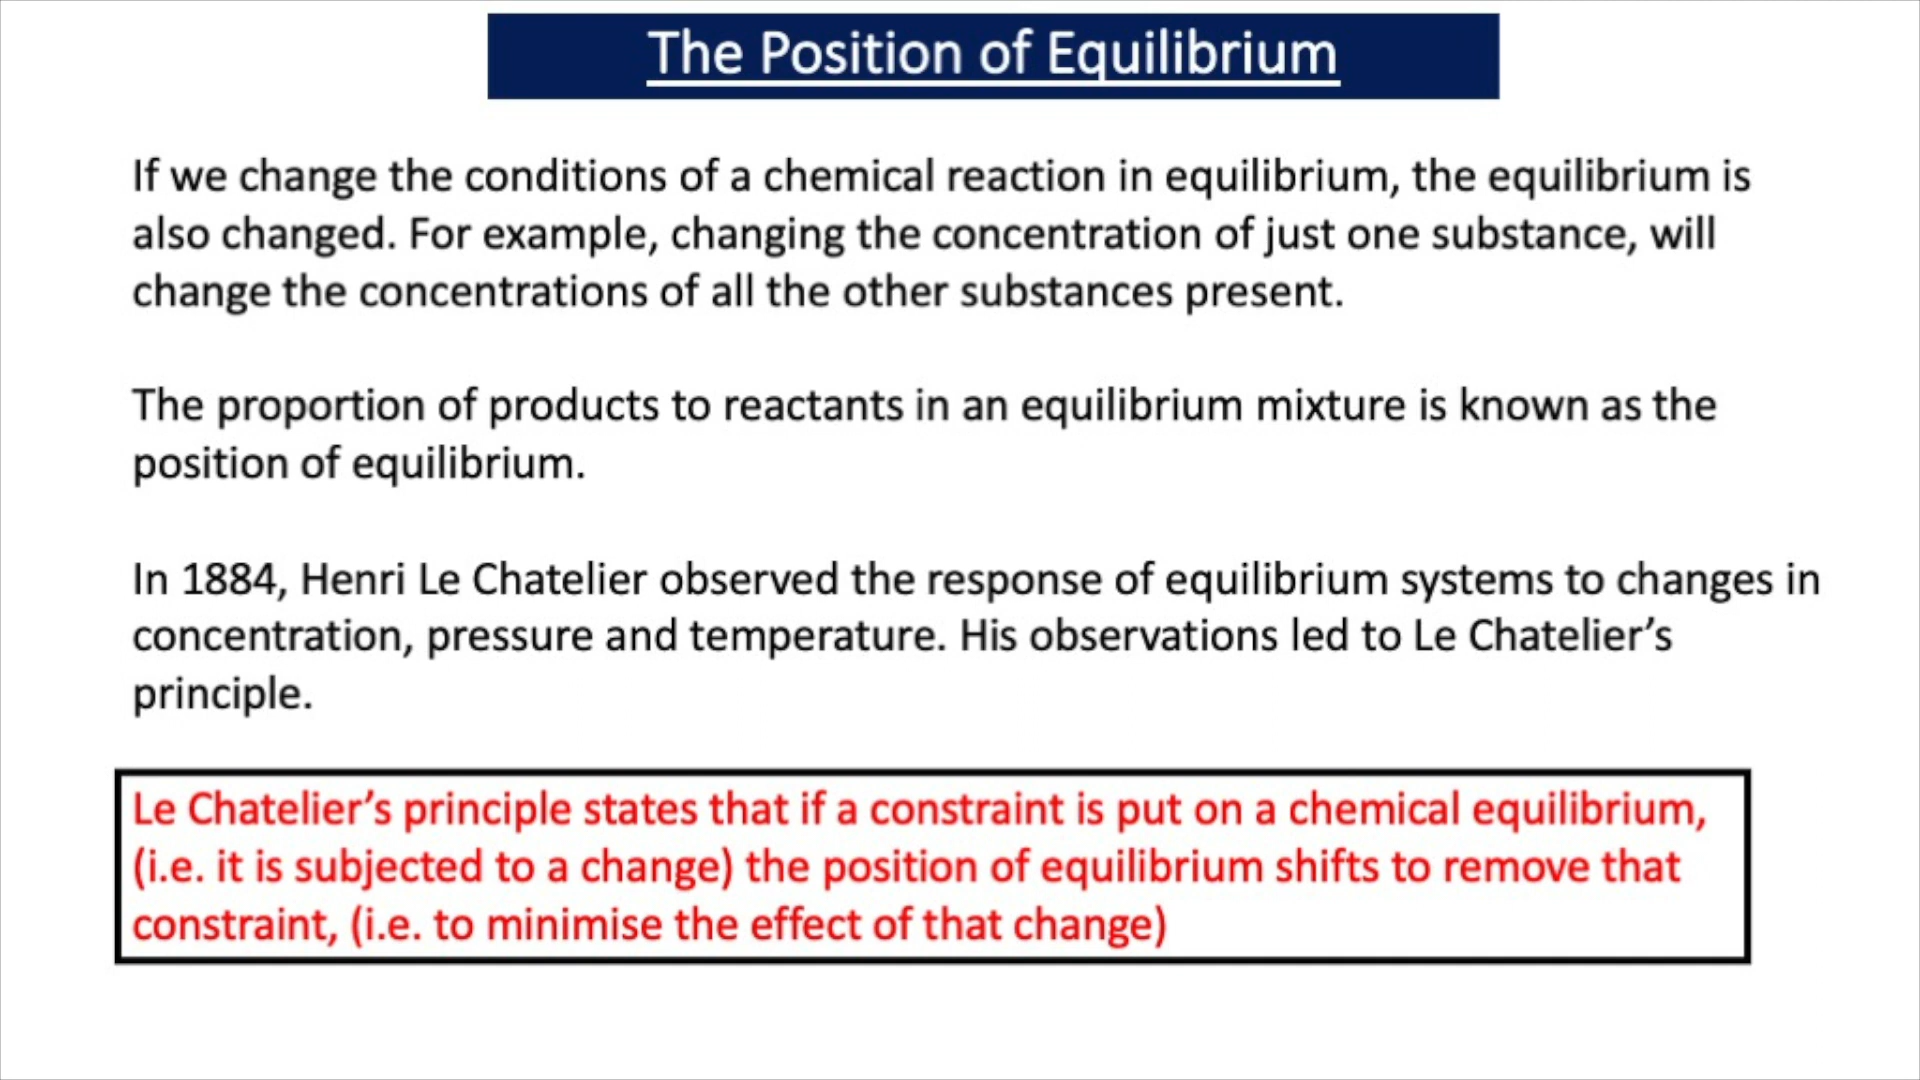 The Position of Equilibrium
If we change the conditions of a chemical reaction in equilibrium, the equilibrium is
also changed. For example, changing the concentration of just one substance, will
change the concentrations of all the other substances present.
The proportion of products to reactants in an equilibrium mixture is known as the
position of equilibrium.
In 1884, Henri Le Chatelier observed the response of equilibrium systems to changes in
concentration, pressure and temperature. His observations led to Le Chatelier’s
principle.
Le Chatelier’s principle states that if a constraint is put on a chemical equilibrium,
(i.e. it is subjected to a change) the position of equilibrium shifts to remove that
constraint, (i.e. to minimise the effect of that change)